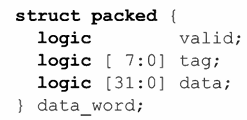 struct packed {
  logic        valid;
  logic [ 7:0] tag;
  logic [31:0] data;
} data_word;